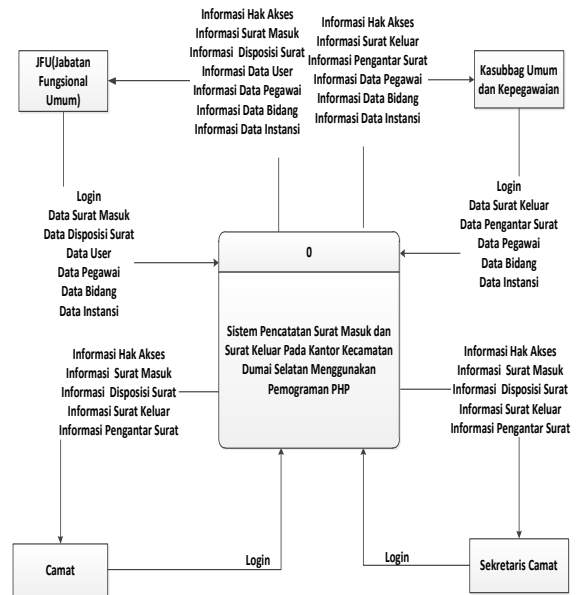 Informasi Hak Akses
Informasi Surat Masuk
Informasi Disposisi Surat
Informasi Data User
Informasi Data Pegawai
Informasi Data Bidang
Informasi Data Instansi
Informasi Hak Akses
Informasi Surat Keluar
Informasi Pengantar Surat
Informasi Data Pegawai
Informasi Data Bidang
Informasi Data Instansi
JFU(Jabatan
Fungsional
Umum)
Kasubbag Umum
dan Kepegawaian
Login
Data Surat Masuk
Data Disposisi Surat
Data User
Data Pegawai
Data Bidang
Data Instansi
Login
Data Surat Keluar
Data Pengantar Surat
Data Pegawai
Data Bidang
Data Instansi
0
Sistem Pencatatan Surat Masuk dan
Surat Keluar Pada Kantor Kecamatan
Dumai Selatan Menggunakan
Pemograman PHP
Informasi Hak Akses
Informasi Surat Masuk
Informasi Disposisi Surat
Informasi Surat Keluar
Informasi Pengantar Surat
Informasi Hak Akses
Informasi Surat Masuk
Informasi Disposisi Surat
Informasi Surat Keluar
Informasi Pengantar Surat
Camat
Login
Login
Sekretaris Camat